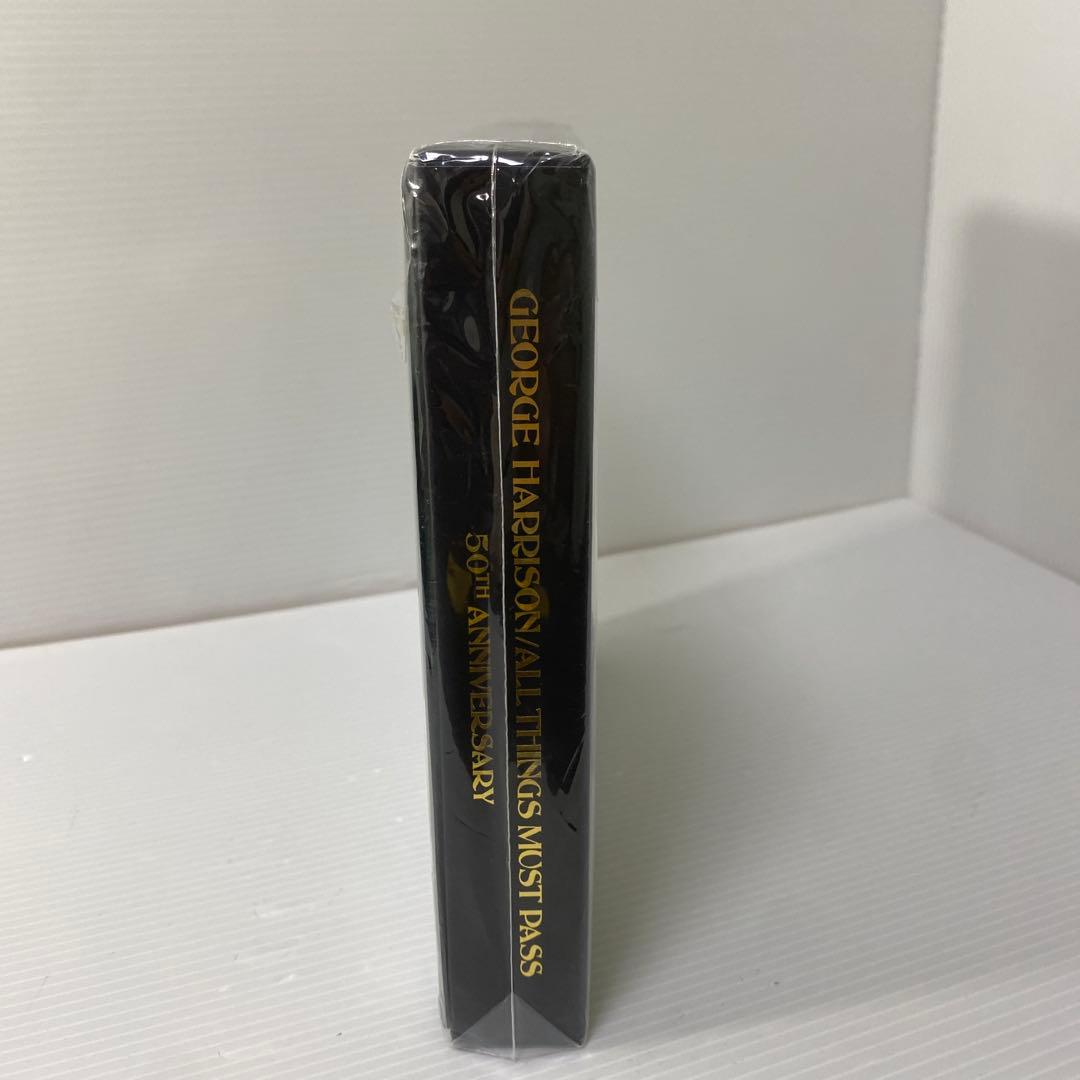 GEORGE HARRISON/ALL THINGS MUST PASS
50TH ANNIVERSARY